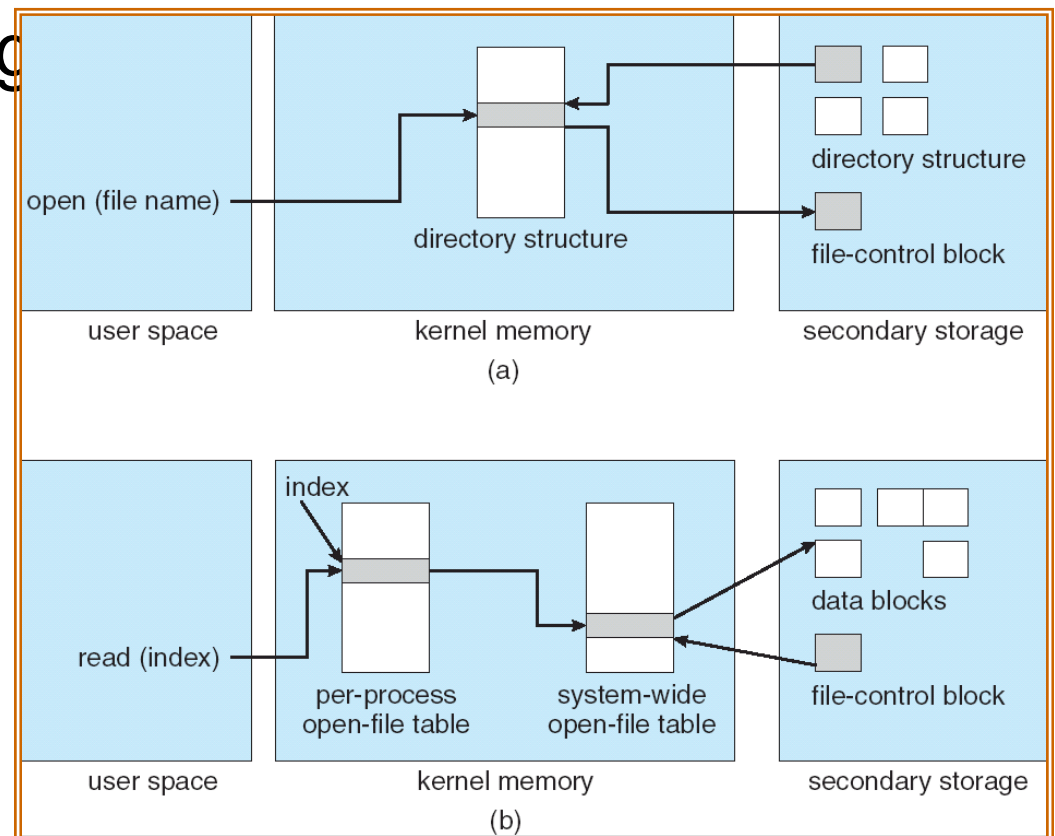 g
open (file name)
directory structure
directory structure
file-control block
user space
kernel memory
secondary storage
(a)
index
read (index)
per-process
open-file table
system-wide
open-file table
data blocks
file-control block
user space
kernel memory
secondary storage
(b)